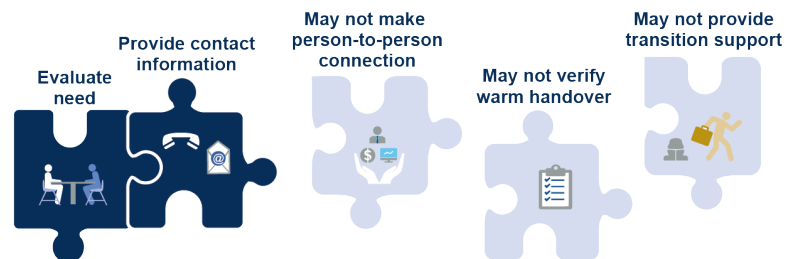 Evaluate
need
Provide contact
information
May not make
person-to-person
connection
May not verify
warm handover
May not provide
transition support
@
$